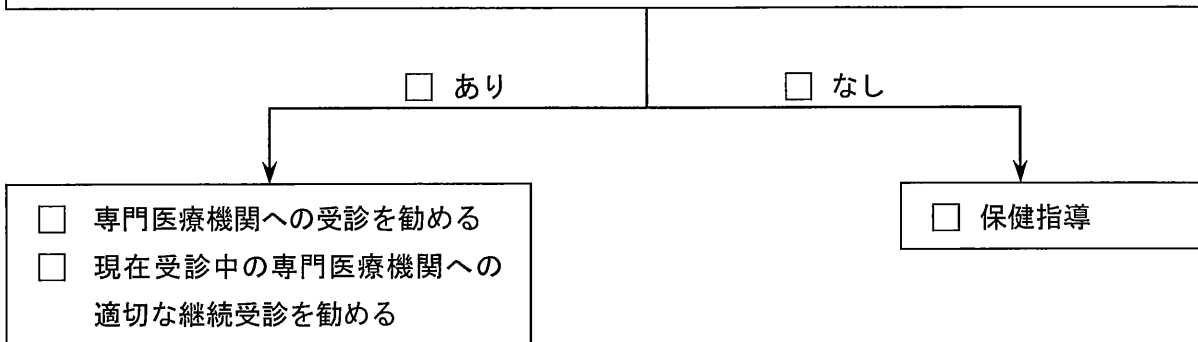 □ あり
□ なし
□ 専門医療機関への受診を勧める
□ 現在受診中の専門医療機関への
適切な継続受診を勧める
□ 保健指導